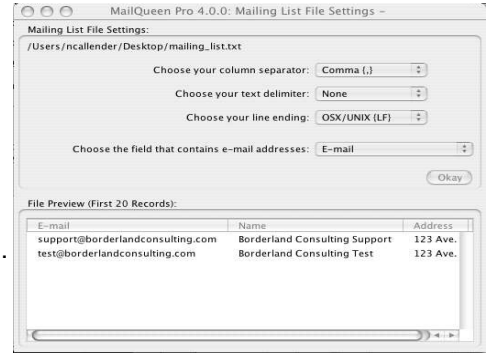 MailQueen Pro 4.0.0: Mailing List File Settings -
Mailing List File Settings:
/Users/ncallender/Desktop/mailing_list.txt
Choose your column separator: Comma (,)
Choose your text delimiter: None
Choose your line ending: OSX/UNIX (LF)
Choose the field that contains e-mail addresses: E-mail
Okay
File Preview (First 20 Records):
E-mail Name Address
support@borderlandconsulting.com Borderland Consulting Support 123 Ave.
test@borderlandconsulting.com Borderland Consulting Test 123 Ave.